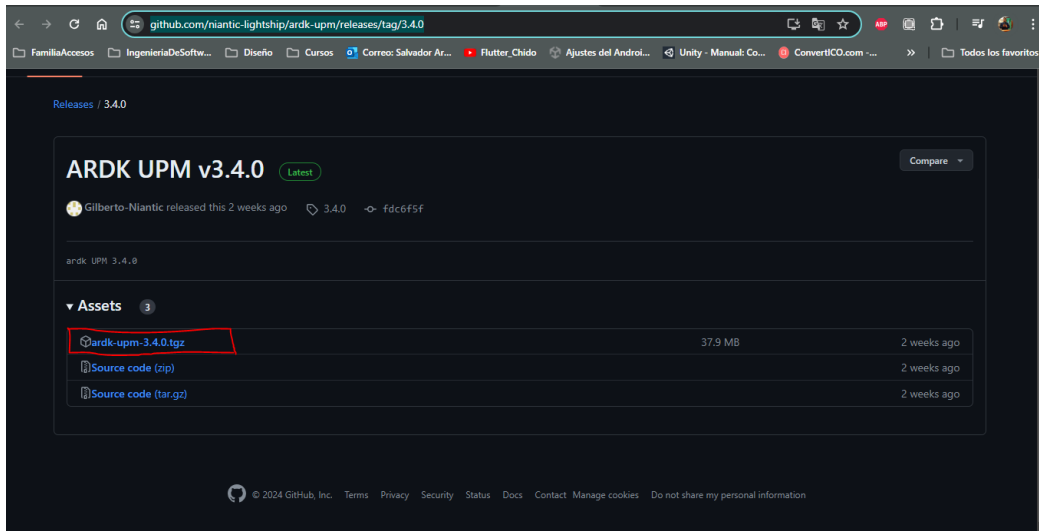 github.com/niantic-lightship/ardk-upm/releases/tag/3.4.0
ABP
FamiliaAccesos IngenieriaDeSoftw... Diseño Cursos Correo: Salvador Ar... Flutter_Chido Ajustes del Androi... Unity - Manual: Co... ConvertICO.com -... » Todos los favoritos
Releases / 3.4.0
ARDK UPM v3.4.0 Latest Compare
Gilberto-Niantic released this 2 weeks ago 3.4.0 fdc6f5f
ardk UPM 3.4.0
Assets 3
ardk-upm-3.4.0.tgz 37.9 MB 2 weeks ago
Source code (zip) 2 weeks ago
Source code (tar.gz) 2 weeks ago
© 2024 GitHub, Inc. Terms Privacy Security Status Docs Contact Manage cookies Do not share my personal information